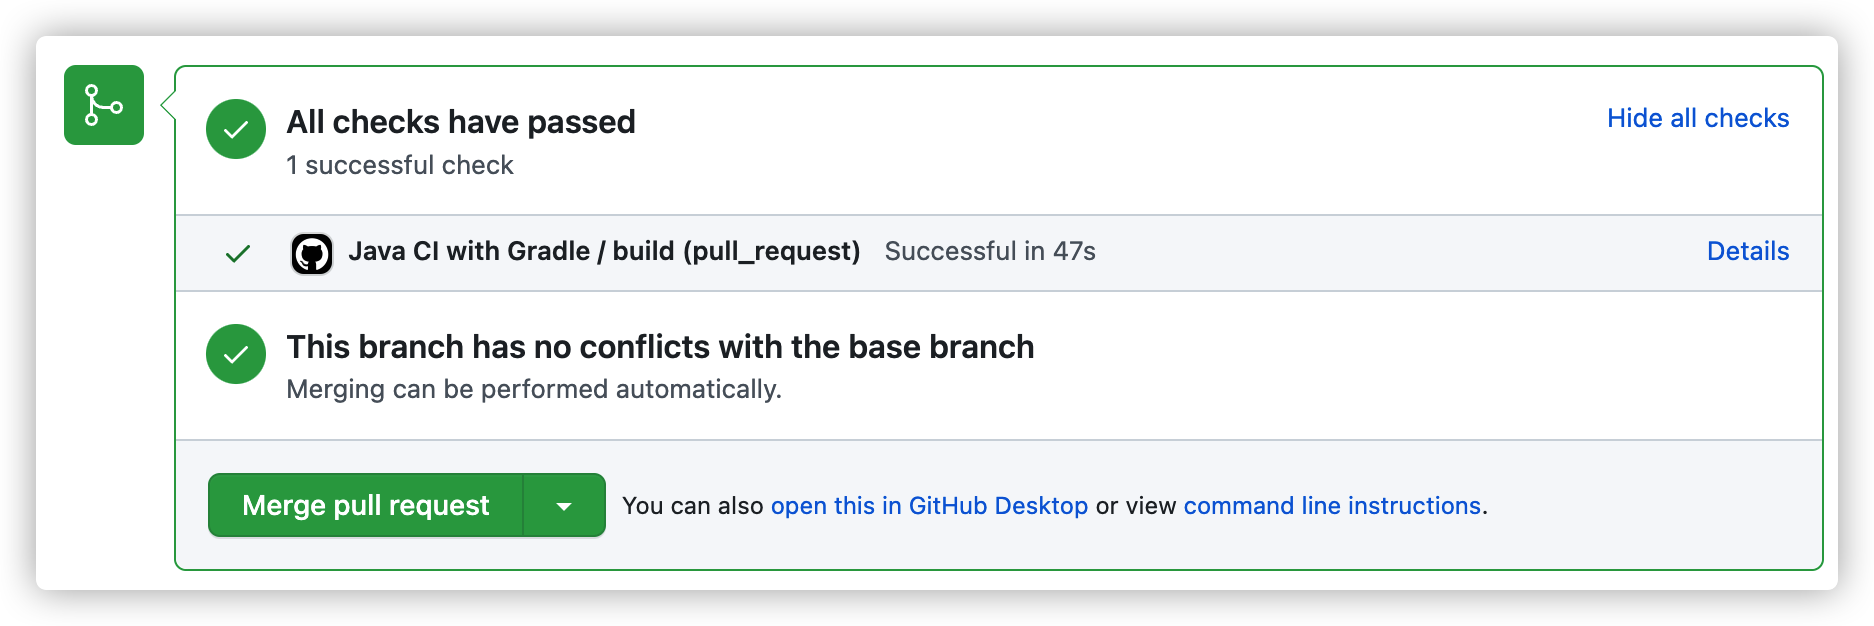 All checks have passed
Hide all checks
1 successful check
Java CI with Gradle / build (pull_request) Successful in 47s
Details
This branch has no conflicts with the base branch
Merging can be performed automatically.
Merge pull request
You can also open this in GitHub Desktop or view command line instructions.